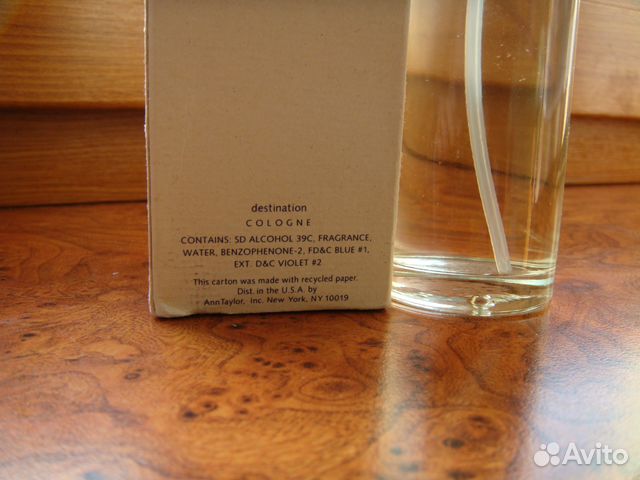 destination
COLOGNE
CONTAINS: SD ALCOHOL 39C, FRAGRANCE,
WATER, BENZOPHENONE-2, FD&C BLUE #1,
EXT. D&C VIOLET #2
This carton was made with recycled paper.
Dist. in the U.S.A. by
AnnTaylor, Inc. New York, NY 10019
Avito